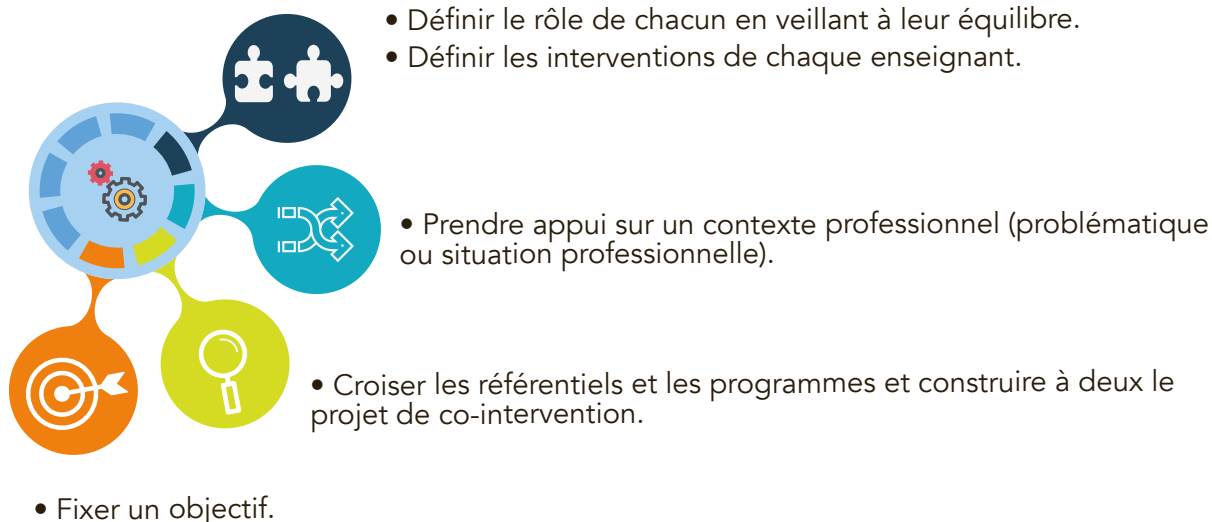 • Définir le rôle de chacun en veillant à leur équilibre.
• Définir les interventions de chaque enseignant.
• Prendre appui sur un contexte professionnel (problématique
ou situation professionnelle).
• Croiser les référentiels et les programmes et construire à deux le
projet de co-intervention.
• Fixer un objectif.